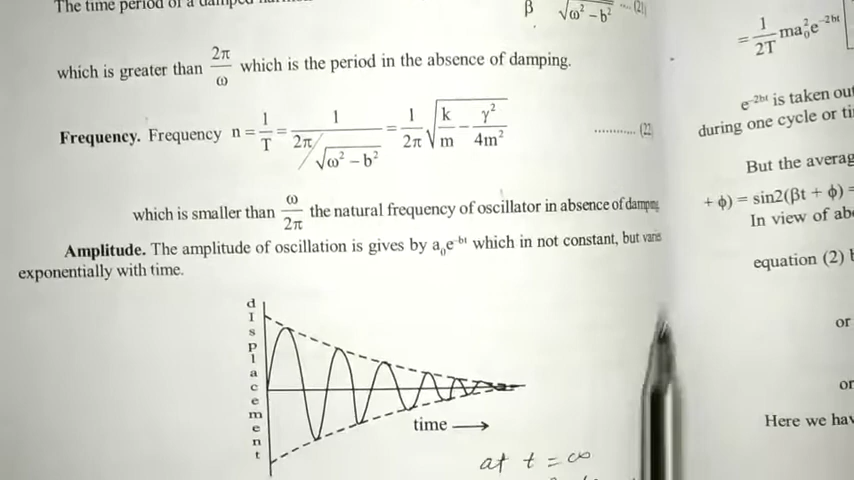 The time period of a damped
β √ω² – b² .... (2)
which is greater than 2π/ω which is the period in the absence of damping.
Frequency. Frequency n = 1/T = 1/(2π/√ω² – b²) = 1/2π √(k/m – γ²/4m²) ............ (22
which is smaller than ω/2π the natural frequency of oscillator in absence of damping
Amplitude. The amplitude of oscillation is gives by a₀e⁻ᵇᵗ which in not constant, but varies
exponentially with time.
displacement
time
at t = ∞
= 1/2T ma₀²e⁻²ᵇᵗ
e⁻²ᵇᵗ is taken out
during one cycle or
But the averag
+ ϕ) = sin2(βt + ϕ) =
In view of
equation (2)
or
or
Here we hav